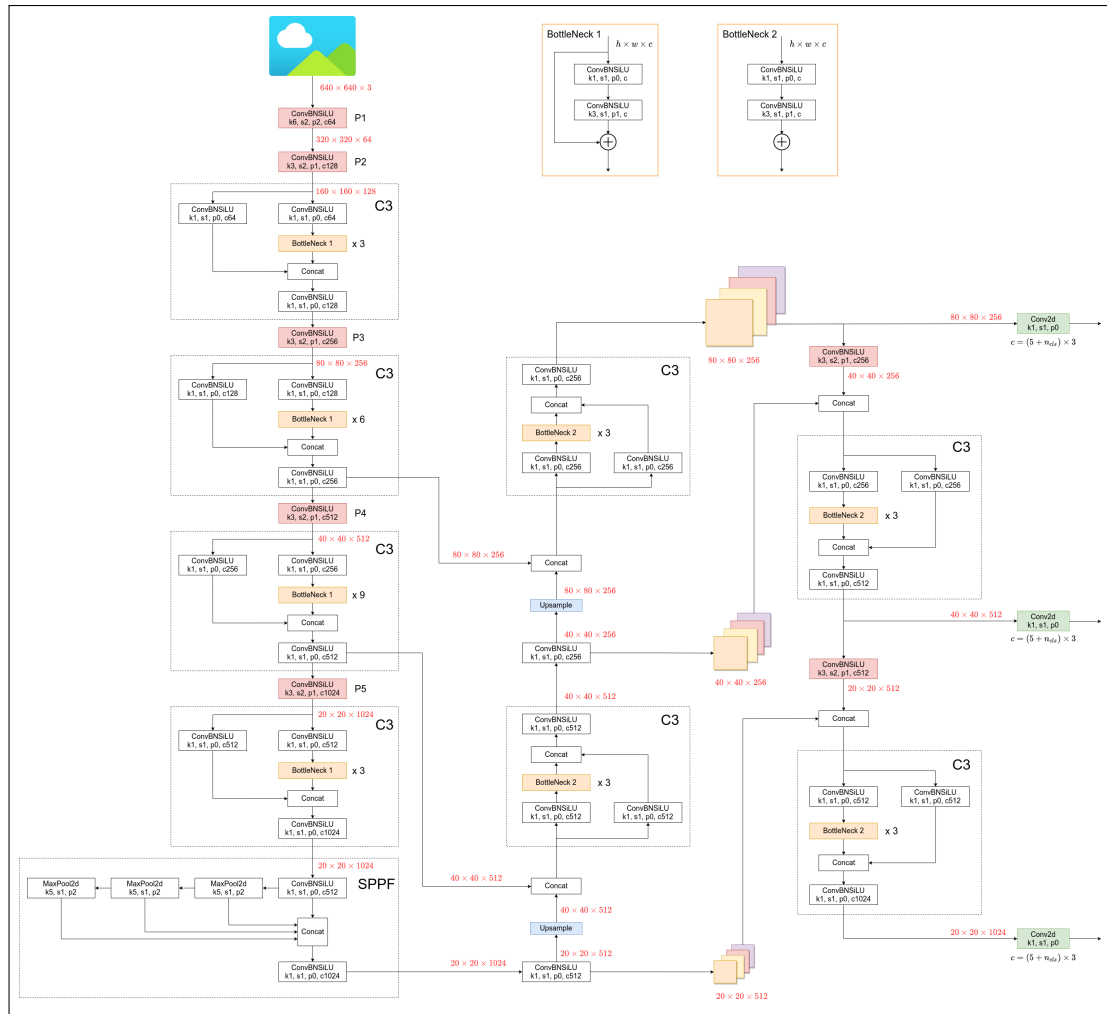 640 × 640 × 3
ConvBNSiLU
k6, s2, p2, c64
P1
320 × 320 × 64
ConvBNSiLU
k3, s2, p1, c128
P2
160 × 160 × 128
C3
ConvBNSiLU
k1, s1, p0, c64
ConvBNSiLU
k1, s1, p0, c64
BottleNeck 1
x 3
Concat
ConvBNSiLU
k1, s1, p0, c128
ConvBNSiLU
k3, s2, p1, c256
P3
80 × 80 × 256
C3
ConvBNSiLU
k1, s1, p0, c128
ConvBNSiLU
k1, s1, p0, c128
BottleNeck 1
x 6
Concat
ConvBNSiLU
k1, s1, p0, c256
ConvBNSiLU
k3, s2, p1, c512
P4
40 × 40 × 512
C3
ConvBNSiLU
k1, s1, p0, c256
ConvBNSiLU
k1, s1, p0, c256
BottleNeck 1
x 9
Concat
ConvBNSiLU
k1, s1, p0, c512
ConvBNSiLU
k3, s2, p1, c1024
P5
20 × 20 × 1024
C3
ConvBNSiLU
k1, s1, p0, c512
ConvBNSiLU
k1, s1, p0, c512
BottleNeck 1
x 3
Concat
ConvBNSiLU
k1, s1, p0, c1024
20 × 20 × 1024
SPPF
MaxPool2d
k5, s1, p2
MaxPool2d
k5, s1, p2
MaxPool2d
k5, s1, p2
ConvBNSiLU
k1, s1, p0, c512
Concat
ConvBNSiLU
k1, s1, p0, c1024
BottleNeck 1
h × w × c
ConvBNSiLU
k1, s1, p0, c
ConvBNSiLU
k3, s1, p1, c
BottleNeck 2
h × w × c
ConvBNSiLU
k1, s1, p0, c
ConvBNSiLU
k3, s1, p1, c
80 × 80 × 256
C3
ConvBNSiLU
k1, s1, p0, c256
Concat
BottleNeck 2
x 3
ConvBNSiLU
k1, s1, p0, c256
ConvBNSiLU
k1, s1, p0, c256
80 × 80 × 256
Concat
80 × 80 × 256
Upsample
40 × 40 × 256
ConvBNSiLU
k1, s1, p0, c256
40 × 40 × 256
40 × 40 × 512
C3
ConvBNSiLU
k1, s1, p0, c512
Concat
BottleNeck 2
x 3
ConvBNSiLU
k1, s1, p0, c512
ConvBNSiLU
k1, s1, p0, c512
40 × 40 × 512
Concat
40 × 40 × 512
Upsample
20 × 20 × 512
20 × 20 × 1024
ConvBNSiLU
k1, s1, p0, c512
20 × 20 × 512
80 × 80 × 256
Conv2d
k1, s1, p0
c = (5 + n_cls) × 3
ConvBNSiLU
k3, s2, p1, c256
40 × 40 × 256
Concat
C3
ConvBNSiLU
k1, s1, p0, c256
ConvBNSiLU
k1, s1, p0, c256
BottleNeck 2
x 3
Concat
ConvBNSiLU
k1, s1, p0, c512
40 × 40 × 512
Conv2d
k1, s1, p0
c = (5 + n_cls) × 3
ConvBNSiLU
k3, s2, p1, c512
20 × 20 × 512
Concat
C3
ConvBNSiLU
k1, s1, p0, c512
ConvBNSiLU
k1, s1, p0, c512
BottleNeck 2
x 3
Concat
ConvBNSiLU
k1, s1, p0, c1024
20 × 20 × 1024
Conv2d
k1, s1, p0
c = (5 + n_cls) × 3